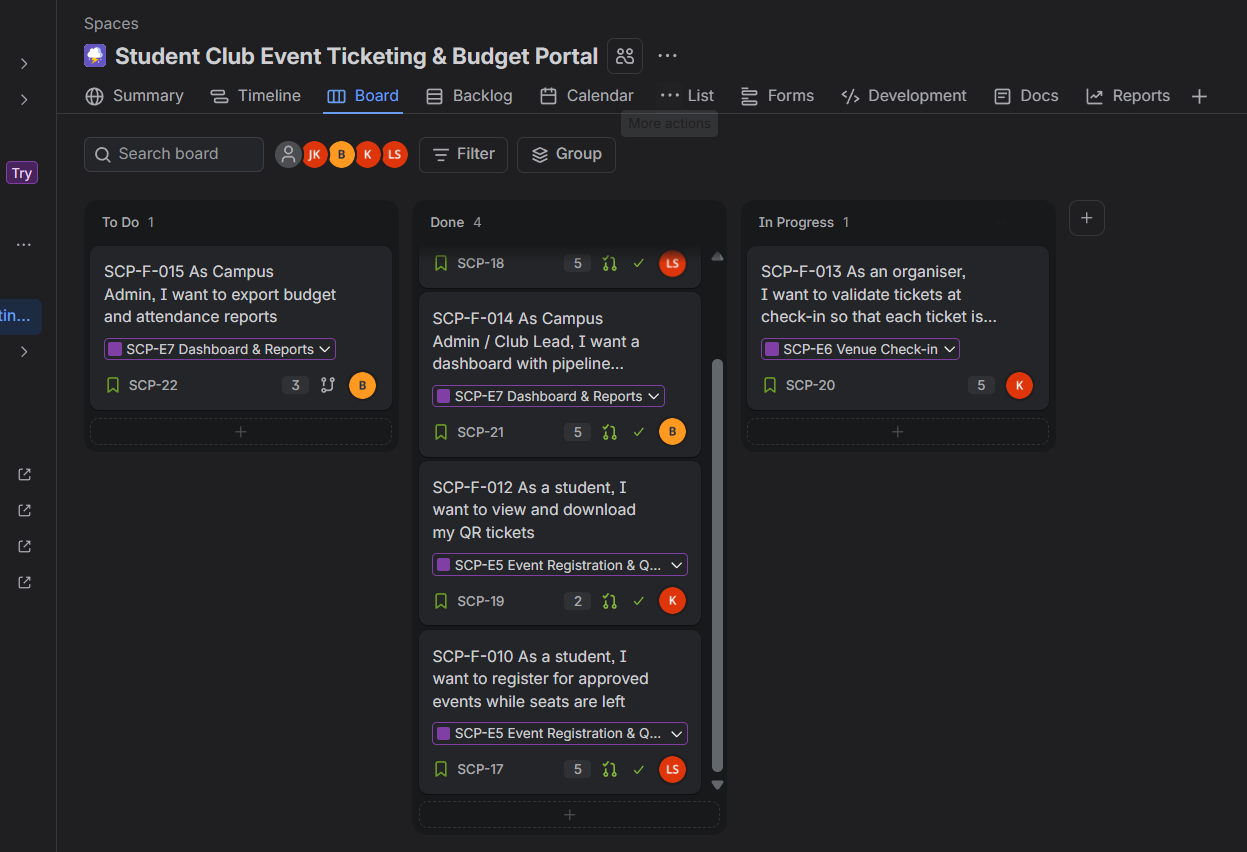 Spaces
Student Club Event Ticketing & Budget Portal
Summary
Timeline
Board
Backlog
Calendar
List
Forms
Development
Docs
Reports
More actions
Search board
JK
B
K
LS
Filter
Group
Try
tin...
To Do 1
SCP-F-015 As Campus
Admin, I want to export budget
and attendance reports
SCP-E7 Dashboard & Reports
SCP-22
3
B
Done 4
SCP-18
5
LS
SCP-F-014 As Campus
Admin / Club Lead, I want a
dashboard with pipeline...
SCP-E7 Dashboard & Reports
SCP-21
5
B
SCP-F-012 As a student, I
want to view and download
my QR tickets
SCP-E5 Event Registration & Q...
SCP-19
2
K
SCP-F-010 As a student, I
want to register for approved
events while seats are left
SCP-E5 Event Registration & Q...
SCP-17
5
LS
In Progress 1
SCP-F-013 As an organiser,
I want to validate tickets at
check-in so that each ticket is...
SCP-E6 Venue Check-in
SCP-20
5
K